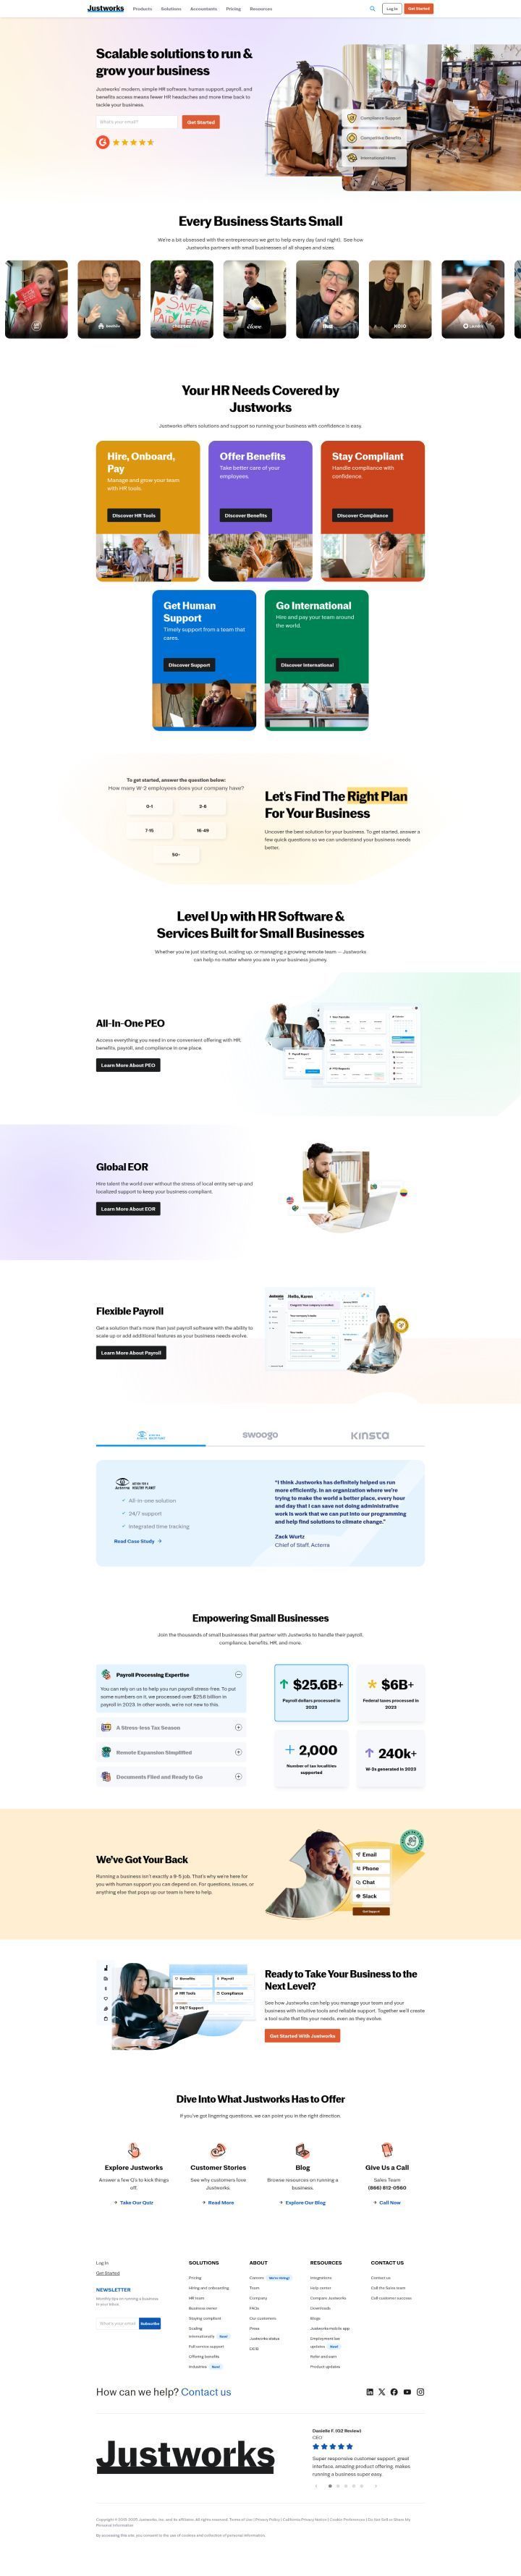 Justworks
Products
Solutions
Accountants
Pricing
Resources
Log In
Get Started
Scalable solutions to run &
grow your business
Justworks' modern, simple HR software, human support, payroll, and
benefits access means fewer HR headaches and more time back to
tackle your business.
What's your email?
Get Started
Compliance Support
Competitive Benefits
International Hires
Every Business Starts Small
We're a bit obsessed with the entrepreneurs we get to help every day (and night). See how
Justworks partners with small businesses of all shapes and sizes
SAVE
PAID LEAVE
Your HR Needs Covered by
Justworks
Justworks offers solutions and support so running your business with confidence is easy.
Hire, Onboard,
Pay
Manage and grow your team
with HR tools.
Discover HR Tools
Offer Benefits
Take better care of your
employees.
Discover Benefits
Stay Compliant
Handle compliance with
confidence.
Discover Compliance
Get Human
Support
Timely support from a team that
cares.
Discover Support
Go International
Hire and pay your team around
the world.
Discover International
To get started, answer the question below:
How many W-2 employees does your company have?
0-1
2-6
7-15
16-49
50+
Let's Find The Right Plan
For Your Business
Uncover the best solution for your business. To get started, answer a
few quick questions so we can understand your business needs
better.
Level Up with HR Software &
Services Built for Small Businesses
Whether you're just starting out, scaling up, or managing a growing remote team — Justworks
can help no matter where you are in your business journey.
All-In-One PEO
Access everything you need in one convenient offering with HR,
benefits, payroll, and compliance in one place.
Learn More About PEO
Global EOR
Hire talent the world over without the stress of local entity set-up and
localized support to keep your business compliant.
Learn More About EOR
Flexible Payroll
Get a solution that's more than just payroll software with the ability to
scale up or add additional features as your business needs evolve.
Learn More About Payroll
Hello, Karen
swoogo
KINSTA
Acterra
All-in-one solution
24/7 support
Integrated time tracking
Read Case Study
"I think Justworks has definitely helped us run
more efficiently, in an organization where we're
trying to make the world a better place, every hour
and day that I can save not doing administrative
work is work that we can put into our programming
and help find solutions to climate change."
Zack Wurtz
Chief of Staff, Acterra
Empowering Small Businesses
Join the thousands of small businesses that partner with Justworks to handle their payroll,
compliance, benefits, HR, and more.
Payroll Processing Expertise
You can rely on us to help you run payroll stress-free. To put
some numbers on it, we processed over $25.6 billion in
payroll in 2023. In other words, we're not new to this.
A Stress-less Tax Season
Remote Expansion Simplified
Documents Filed and Ready to Go
$25.6B+
Payroll dollars processed in
2023
$6B+
Federal taxes processed in
2023
2,000
Number of tax localities
supported
240k+
W-2s generated in 2023
We've Got Your Back
Running a business isn't exactly a 9-5 job. That's why we're here for
you with human support you can depend on. For questions, issues, or
anything else that pops up our team is here to help.
Email
Phone
Chat
Slack
Get Support
Benefits
Payroll
HR Tools
Compliance
24/7 Support
Ready to Take Your Business to the
Next Level?
See how Justworks can help you manage your team and your
business with intuitive tools and reliable support. Together we'll create
a tool suite that fits your needs, even as they evolve.
Get Started With Justworks
Dive Into What Justworks Has to Offer
If you've got lingering questions, we can point you in the right direction.
Explore Justworks
Answer a few Q's to kick things
off.
Take Our Quiz
Customer Stories
See why customers love
Justworks.
Read More
Blog
Browse resources on running a
business.
Explore Our Blog
Give Us a Call
Sales Team
(866) 812-0560
Call Now
Log In
Get Started
NEWSLETTER
Monthly tips on running a business
in your inbox.
What's your email?
Subscribe
SOLUTIONS
Pricing
Hiring and onboarding
HR team
Business owner
Staying compliant
Scaling
internationally New!
Full service support
Offering benefits
Industries New!
ABOUT
Careers We're Hiring!
Team
Company
FAQs
Our customers
Press
Justworks status
DEIB
RESOURCES
Integrations
Help center
Compare Justworks
Downloads
Blogs
Justworks mobile app
Employment law
updates New!
Refer and earn
Product updates
CONTACT US
Contact us
Call the Sales team
Call customer success
How can we help? Contact us
Justworks
Danielle F. (G2 Review)
CEO
Super responsive customer support, great
interface, amazing product offering, makes
running a business super easy.
By accessing this site, you consent to the use of cookies and collection of personal information.